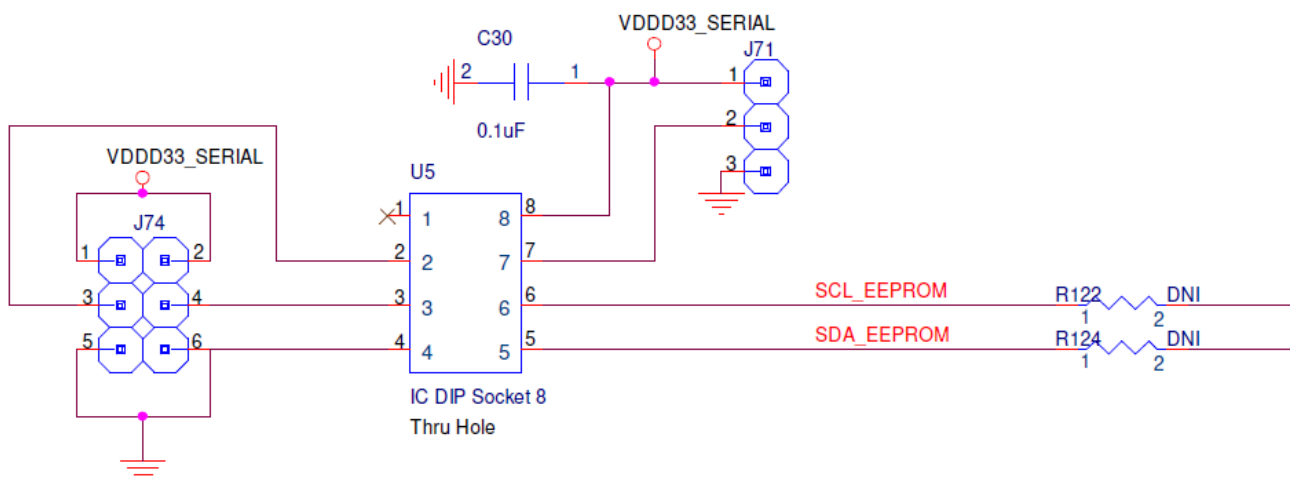 VDDD33_SERIAL
C30
J71
2
1
1
0.1uF
2
3
VDDD33_SERIAL
U5
J74
1
1
8
8
1
2
2
2
7
7
3
4
3
3
6
6
SCL_EEPROM
R122
DNI
1
2
5
6
4
4
5
5
SDA_EEPROM
R124
DNI
1
2
IC DIP Socket 8
Thru Hole